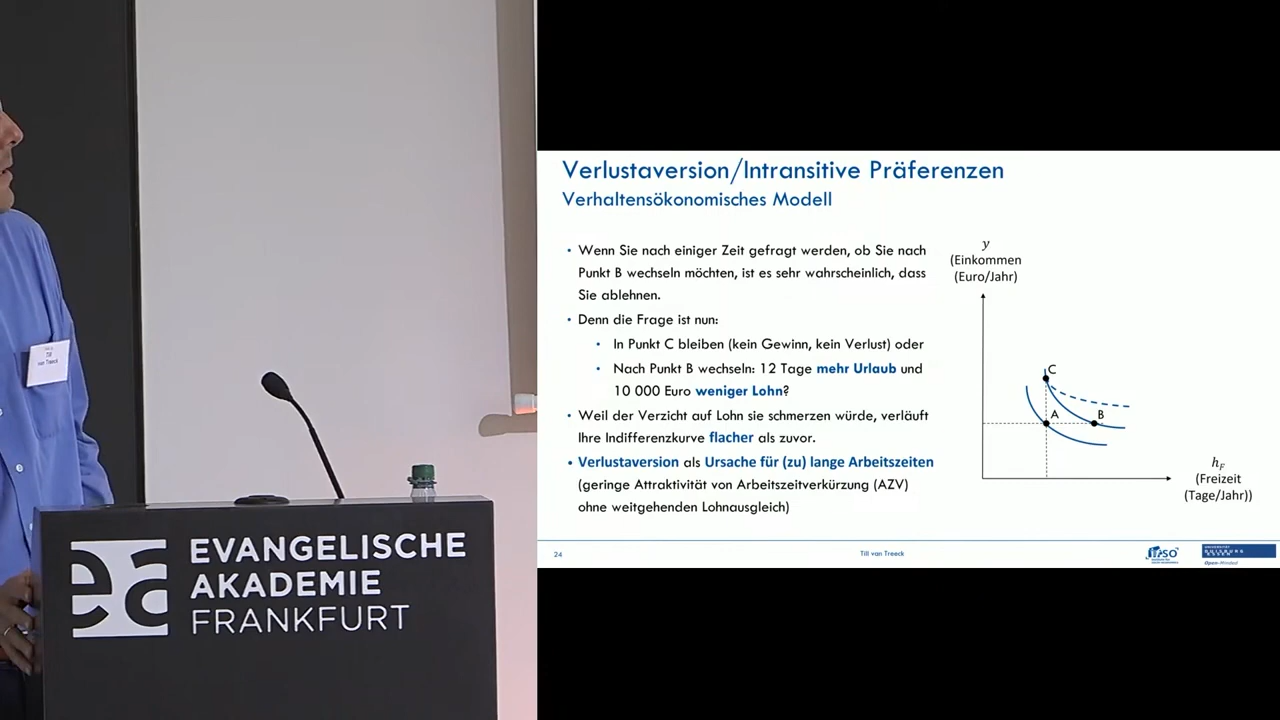 Till
van Treeck
EVANGELISCHE
AKADEMIE
FRANKFURT
Verlustaversion/Intransitive Präferenzen
Verhaltensökonomisches Modell
• Wenn Sie nach einiger Zeit gefragt werden, ob Sie nach
Punkt B wechseln möchten, ist es sehr wahrscheinlich, dass
Sie ablehnen.
• Denn die Frage ist nun:
• In Punkt C bleiben (kein Gewinn, kein Verlust) oder
• Nach Punkt B wechseln: 12 Tage mehr Urlaub und
10 000 Euro weniger Lohn?
• Weil der Verzicht auf Lohn sie schmerzen würde, verläuft
Ihre Indifferenzkurve flacher als zuvor.
• Verlustaversion als Ursache für (zu) lange Arbeitszeiten
(geringe Attraktivität von Arbeitszeitverkürzung (AZV)
ohne weitgehenden Lohnausgleich)
y
(Einkommen
(Euro/Jahr)
C
A
B
h_F
(Freizeit
(Tage/Jahr))
24
Till van Treeck
UNIVERSITÄT
DUISBURG
ESSEN
Open-Minded